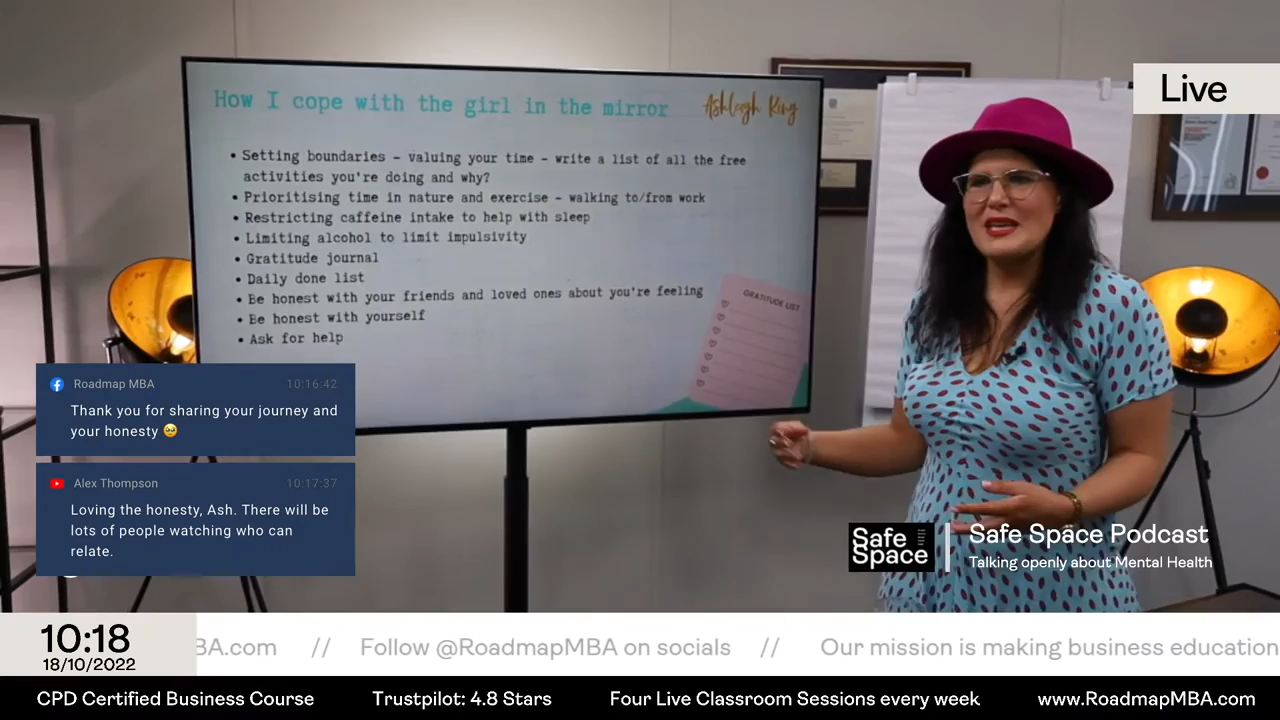 Live
How I cope with the girl in the mirror
Ashleigh King
• Setting boundaries - valuing your time - write a list of all the free
activities you're doing and why?
• Prioritising time in nature and exercise - walking to/from work
• Restricting caffeine intake to help with sleep
• Limiting alcohol to limit impulsivity
• Gratitude journal
• Daily done list
• Be honest with your friends and loved ones about you're feeling
• Be honest with yourself
• Ask for help
GRATITUDE LIST
Roadmap MBA 10:16:42
Thank you for sharing your journey and
your honesty 🥹
Alex Thompson 10:17:37
Loving the honesty, Ash. There will be
lots of people watching who can
relate.
Safe
Space
Safe Space Podcast
Talking openly about Mental Health
10:18
18/10/2022
BA.com // Follow @RoadmapMBA on socials // Our mission is making business education
CPD Certified Business Course Trustpilot: 4.8 Stars Four Live Classroom Sessions every week www.RoadmapMBA.com